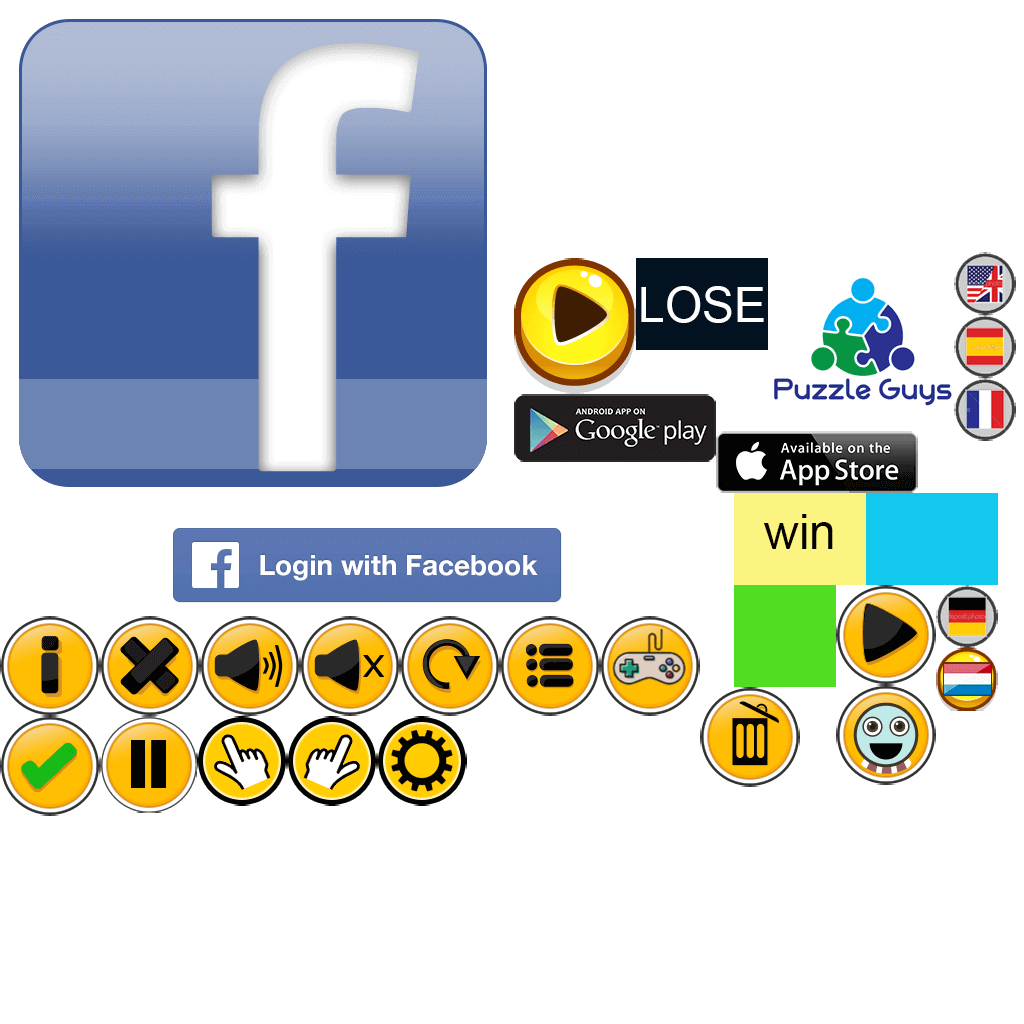 f
LOSE
Puzzle Guys
ANDROID APP ON
Google play
Available on the
App Store
win
f Login with Facebook
i
x